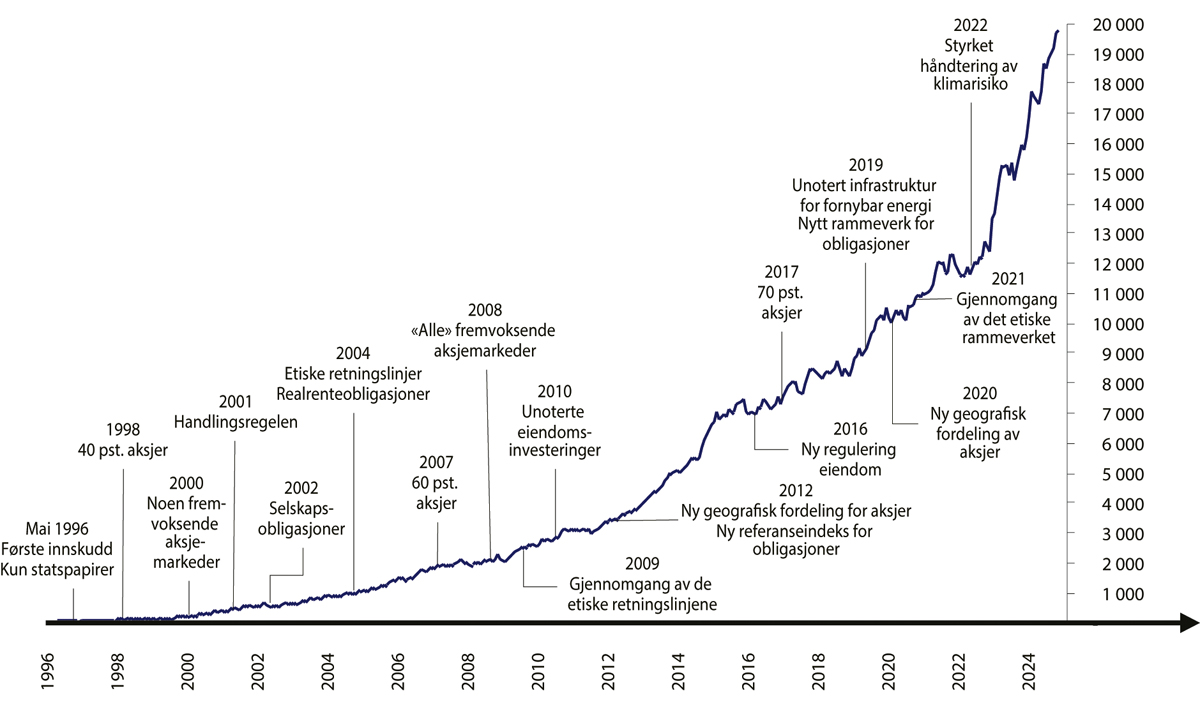 Mai 1996
Første innskudd
Kun statspapirer
1998
40 pst. aksjer
2000
Noen frem-
voksende
aksje-
markeder
2001
Handlingsregelen
2002
Selskaps-
obligasjoner
2004
Etiske retningslinjer
Realrenteobligasjoner
2007
60 pst.
aksjer
2008
«Alle» fremvoksende
aksjemarkeder
2009
Gjennomgang av de
etiske retningslinjene
2010
Unoterte
eiendoms-
investeringer
2012
Ny geografisk fordeling for aksjer
Ny referanseindeks for
obligasjoner
2016
Ny regulering
eiendom
2017
70 pst.
aksjer
2019
Unotert infrastruktur
for fornybar energi
Nytt rammeverk for
obligasjoner
2020
Ny geografisk
fordeling av
aksjer
2021
Gjennomgang
av det etiske
rammeverket
2022
Styrket
håndtering av
klimarisiko
20 000
19 000
18 000
17 000
16 000
15 000
14 000
13 000
12 000
11 000
10 000
9 000
8 000
7 000
6 000
5 000
4 000
3 000
2 000
1 000
1996
1998
2000
2002
2004
2006
2008
2010
2012
2014
2016
2018
2020
2022
2024